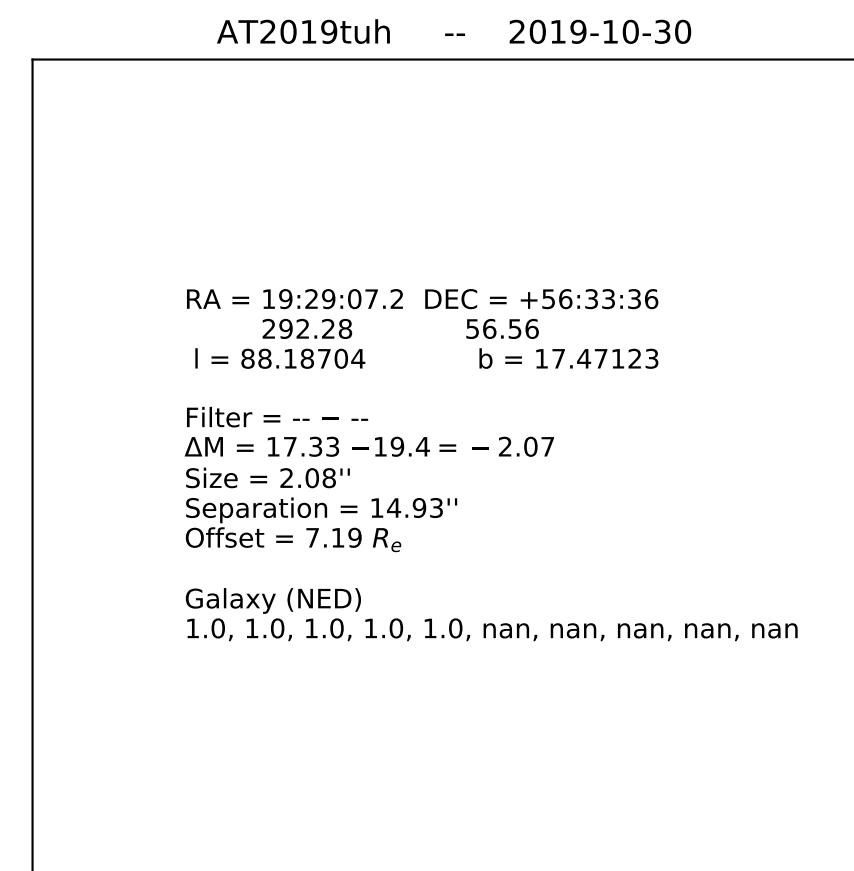 AT2019tuh -- 2019-10-30
RA = 19:29:07.2 DEC = +56:33:36
292.28 56.56
l = 88.18704 b = 17.47123
Filter = -- − --
ΔM = 17.33 −19.4 = − 2.07
Size = 2.08''
Separation = 14.93''
Offset = 7.19 Re
Galaxy (NED)
1.0, 1.0, 1.0, 1.0, 1.0, nan, nan, nan, nan, nan